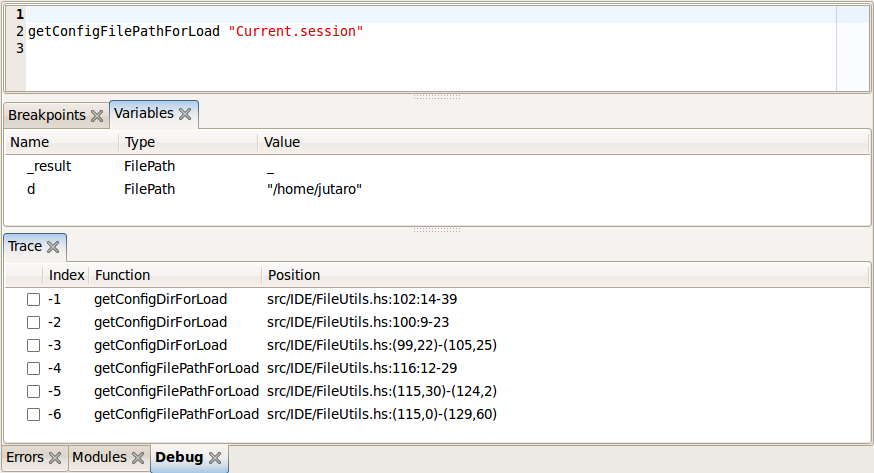 1
2 getConfigFilePathForLoad "Current.session"
3
Breakpoints Variables
Name Type Value
_result FilePath _
d FilePath "/home/jutaro"
Trace
Index Function Position
-1 getConfigDirForLoad src/IDE/FileUtils.hs:102:14-39
-2 getConfigDirForLoad src/IDE/FileUtils.hs:100:9-23
-3 getConfigDirForLoad src/IDE/FileUtils.hs:(99,22)-(105,25)
-4 getConfigFilePathForLoad src/IDE/FileUtils.hs:116:12-29
-5 getConfigFilePathForLoad src/IDE/FileUtils.hs:(115,30)-(124,2)
-6 getConfigFilePathForLoad src/IDE/FileUtils.hs:(115,0)-(129,60)
Errors Modules Debug